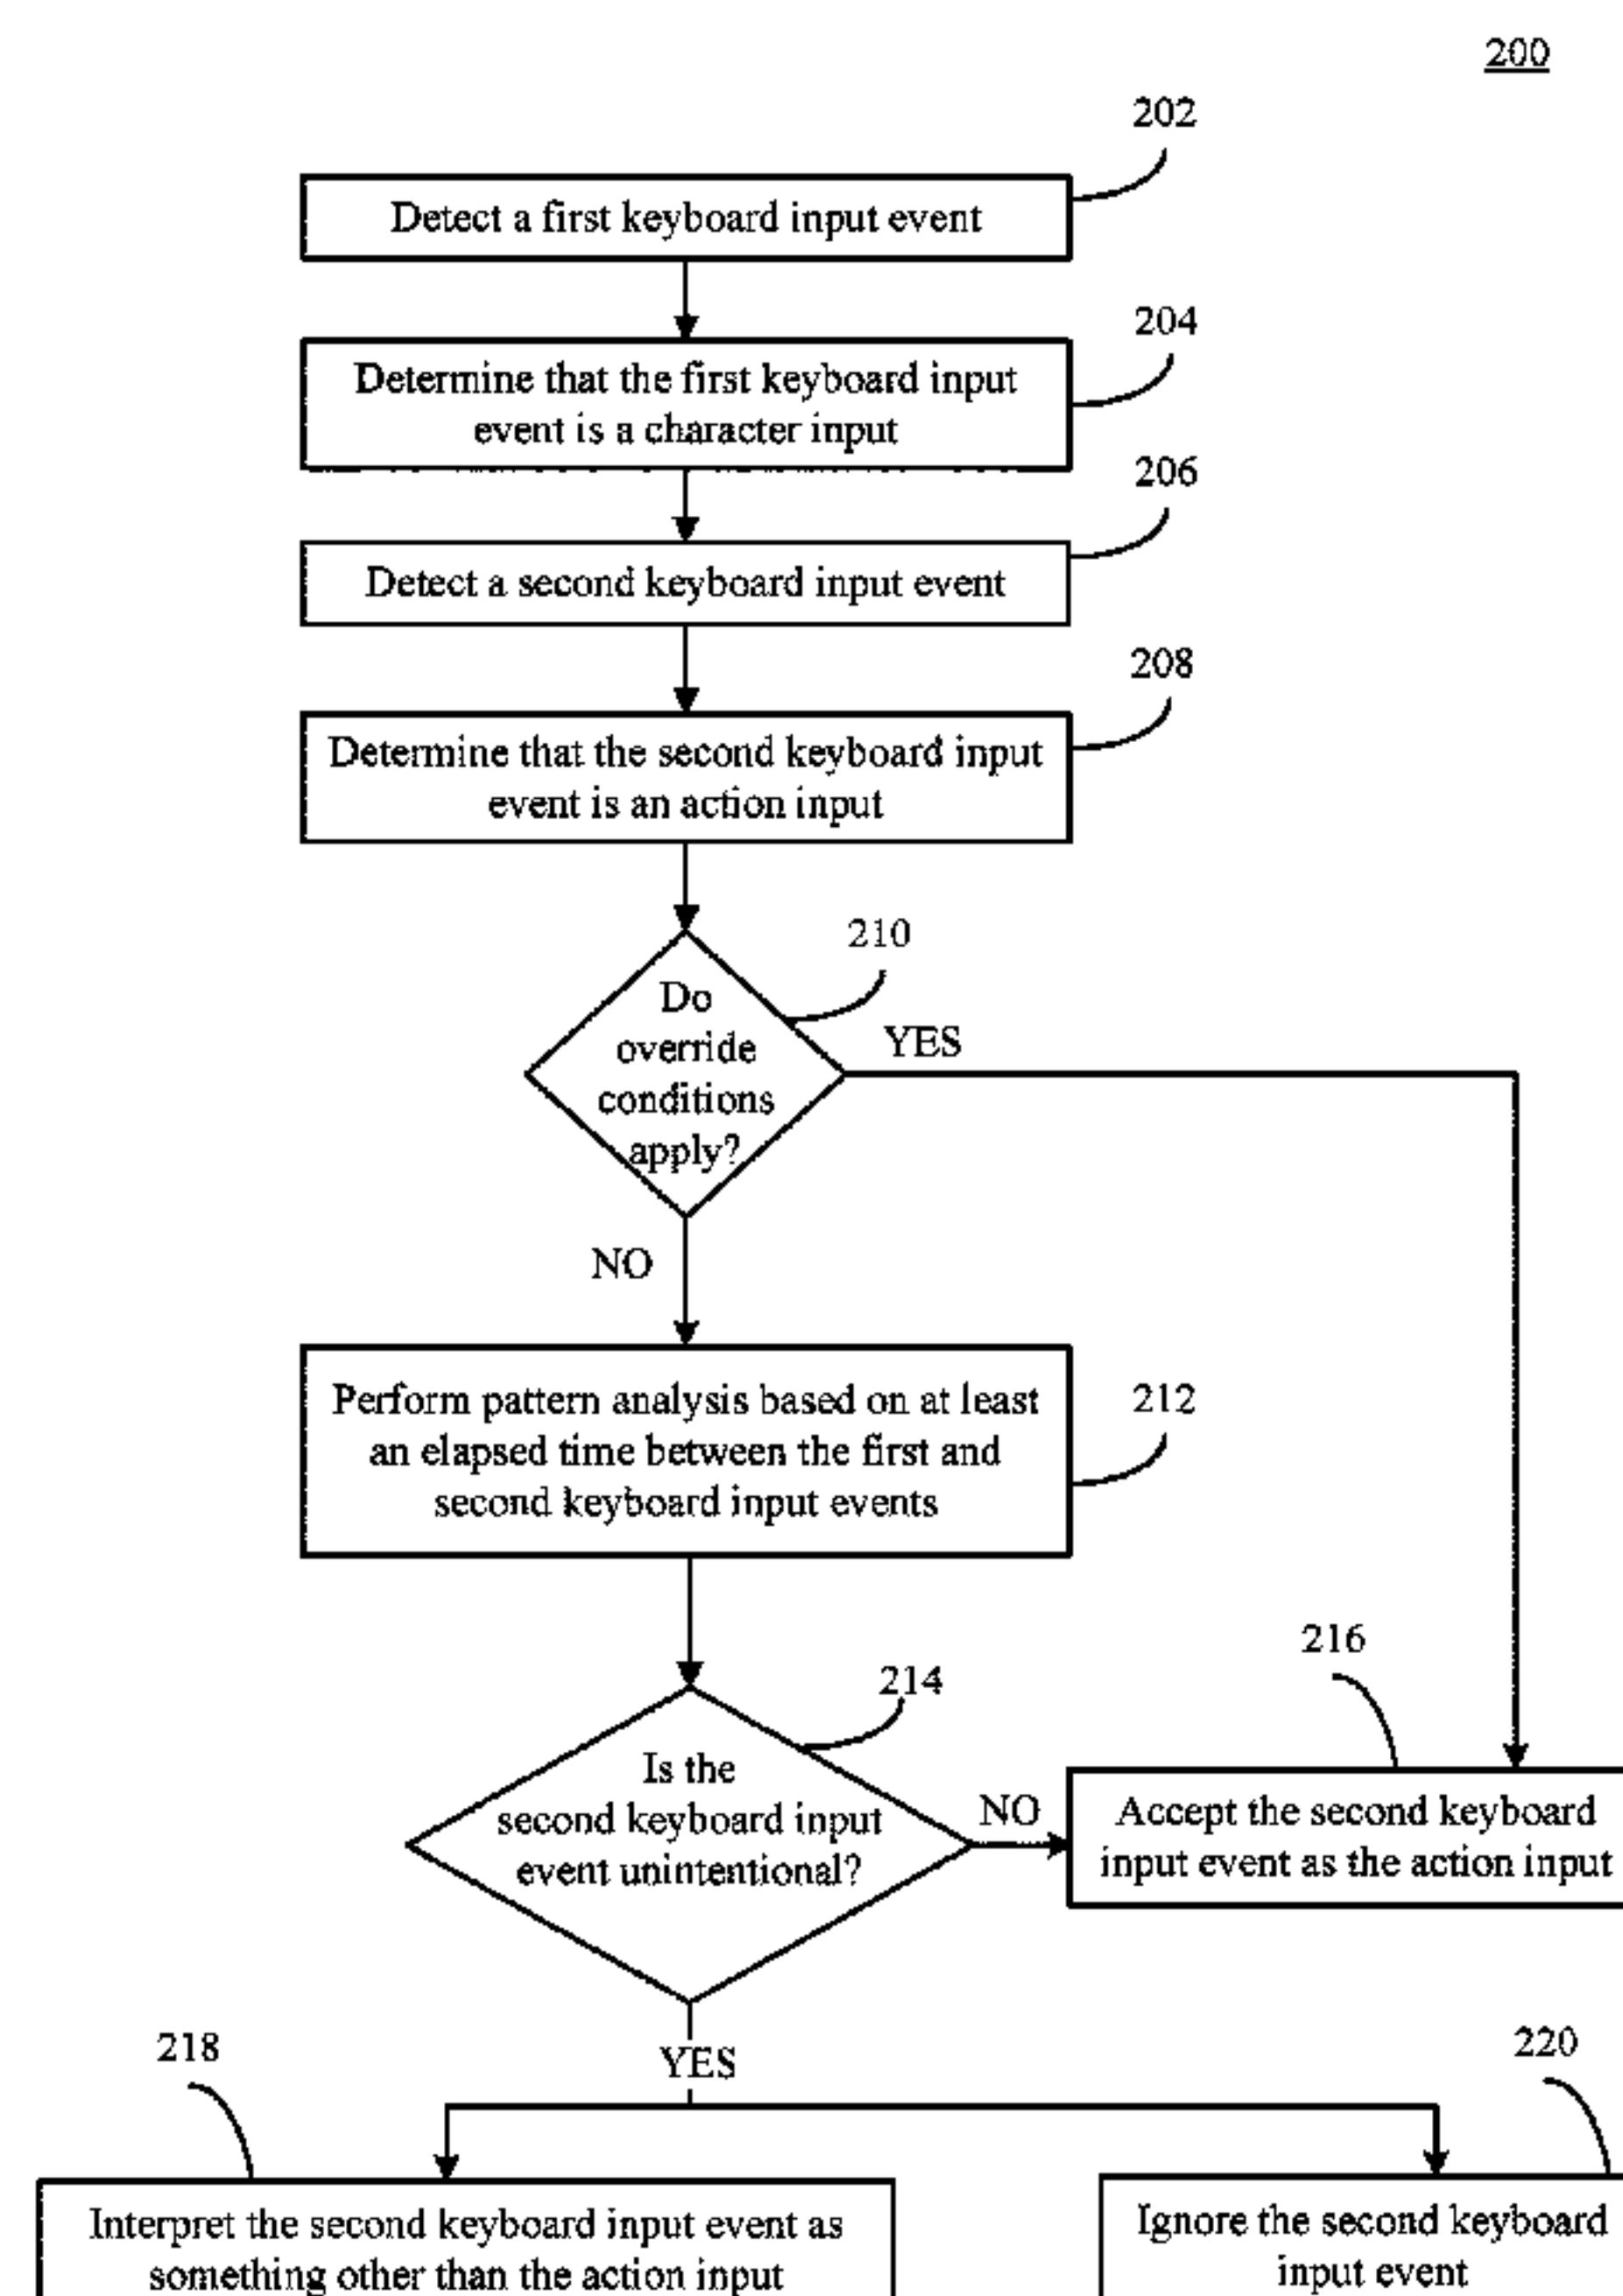 200
202
Detect a first keyboard input event
204
Determine that the first keyboard input
event is a character input
206
Detect a second keyboard input event
208
Determine that the second keyboard input
event is an action input
210
Do
override
conditions
apply?
YES
NO
Perform pattern analysis based on at least
an elapsed time between the first and
second keyboard input events
212
214
216
Is the
second keyboard input
event unintentional?
NO
Accept the second keyboard
input event as the action input
YES
218
220
Interpret the second keyboard input event as
something other than the action input
Ignore the second keyboard
input event